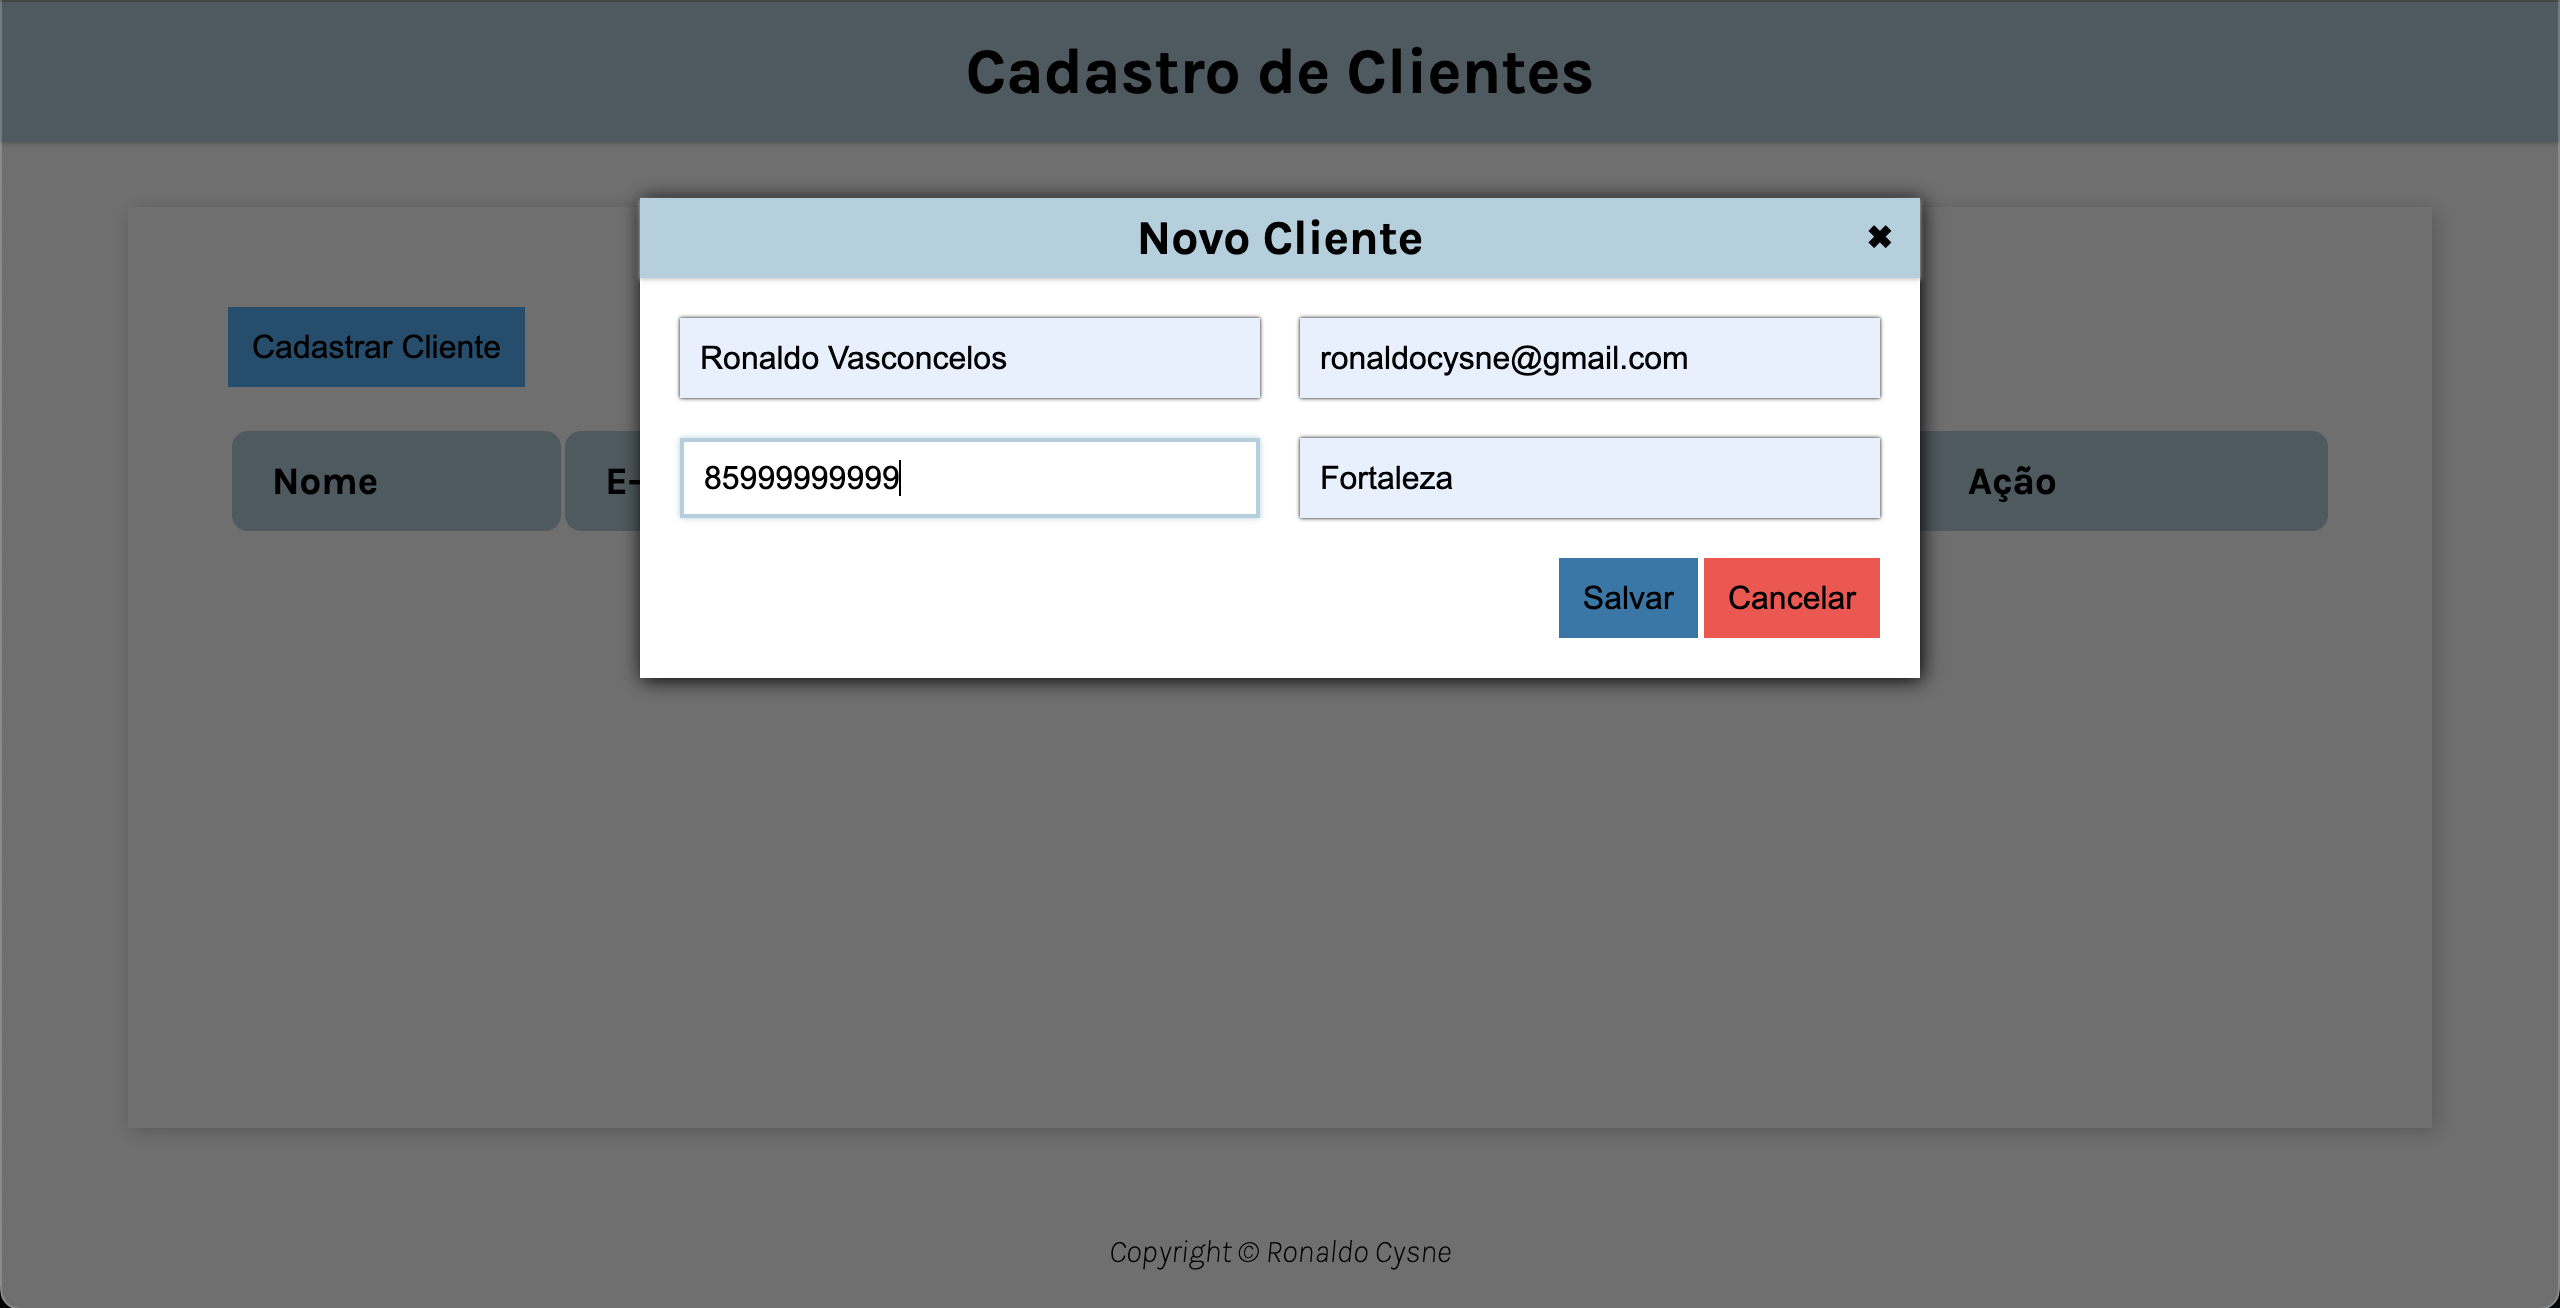 Cadastro de Clientes
Novo Cliente ✖
Cadastrar Cliente
Ronaldo Vasconcelos ronaldocysne@gmail.com
85999999999 Fortaleza
Nome E- Ação
Salvar Cancelar
Copyright © Ronaldo Cysne